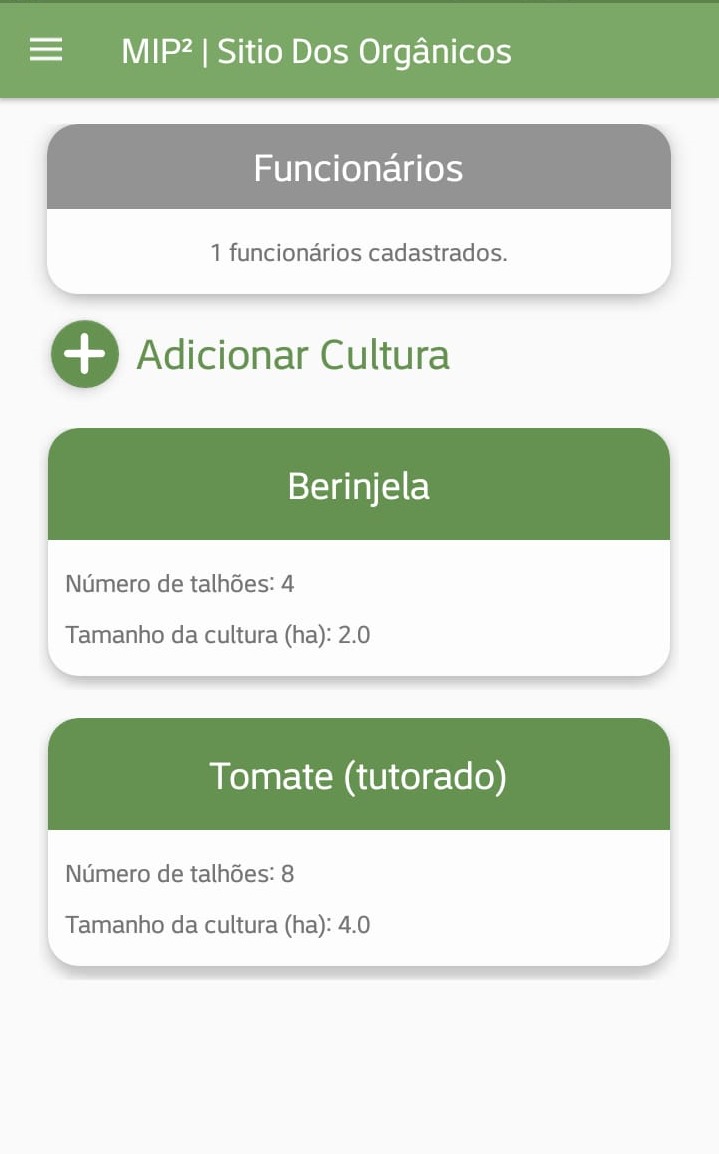 MIP² | Sitio Dos Orgânicos
Funcionários
1 funcionários cadastrados.
Adicionar Cultura
Berinjela
Número de talhões: 4
Tamanho da cultura (ha): 2.0
Tomate (tutorado)
Número de talhões: 8
Tamanho da cultura (ha): 4.0